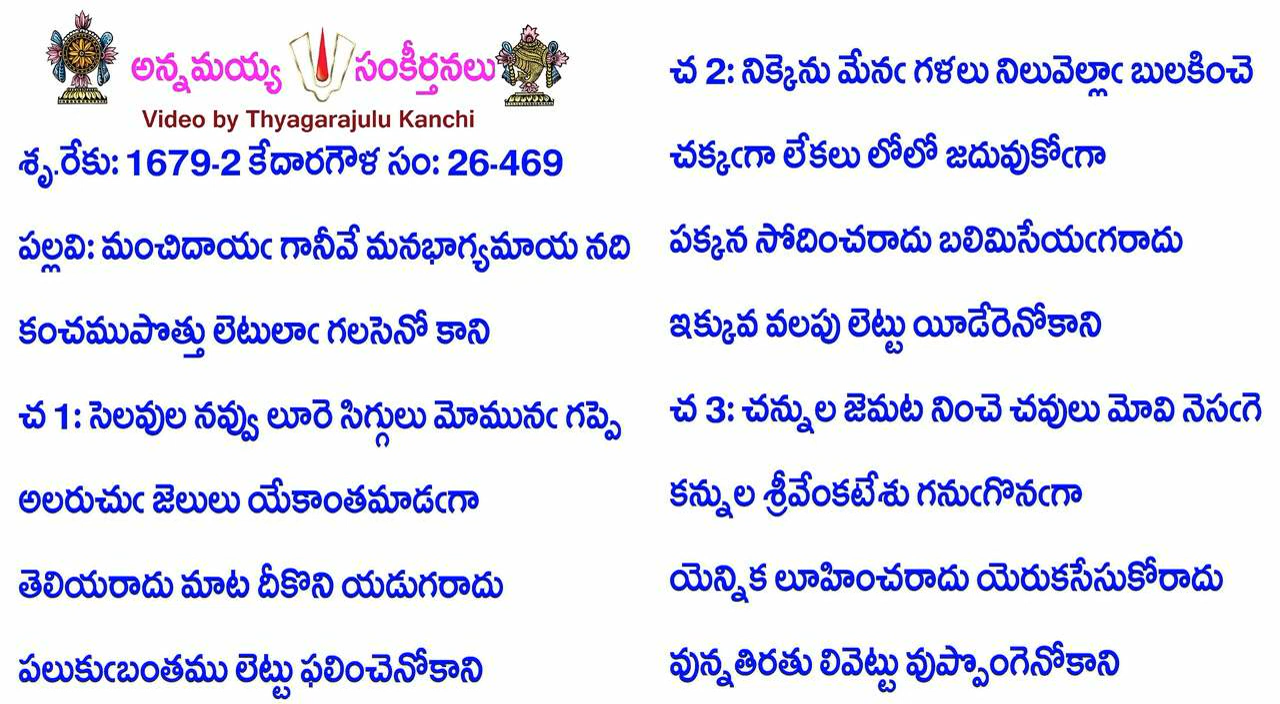 అన్నమయ్య సంకీర్తనలు
Video by Thyagarajulu Kanchi
శృ.రేకు: 1679-2 కేదారగౌళ సం: 26-469
పల్లవి: మంచిదాయఁ గానీవే మనభాగ్యమాయ నది
కంచముపొత్తు లెటులాఁ గలసెనో కాని
చ 1: సెలవుల నవ్వు లూరె సిగ్గులు మోమునఁ గప్పె
అలరుచుఁ జెలులు యేకాంతమాడఁగా
తెలియరాదు మాట దీకొని యడుగరాదు
పలుకుఁబంతము లెట్టు ఫలించెనోకాని
చ 2: నిక్కెను మేనఁ గళలు నిలువెల్లాఁ బులకించె
చక్కఁగా లేకలు లోలో జదువుకోఁగా
పక్కన సోదించరాదు బలిమిసేయఁగరాదు
ఇక్కువ వలపు లెట్టు యీడేరెనోకాని
చ 3: చన్నుల జెమట నించె చవులు మోవి నెసఁగె
కన్నుల శ్రీవేంకటేశు గనుఁగొనఁగా
యెన్నిక లూహించరాదు యెరుకసేసుకోరాదు
వున్నతిరతు లివెట్టు వుప్పొంగెనోకాని